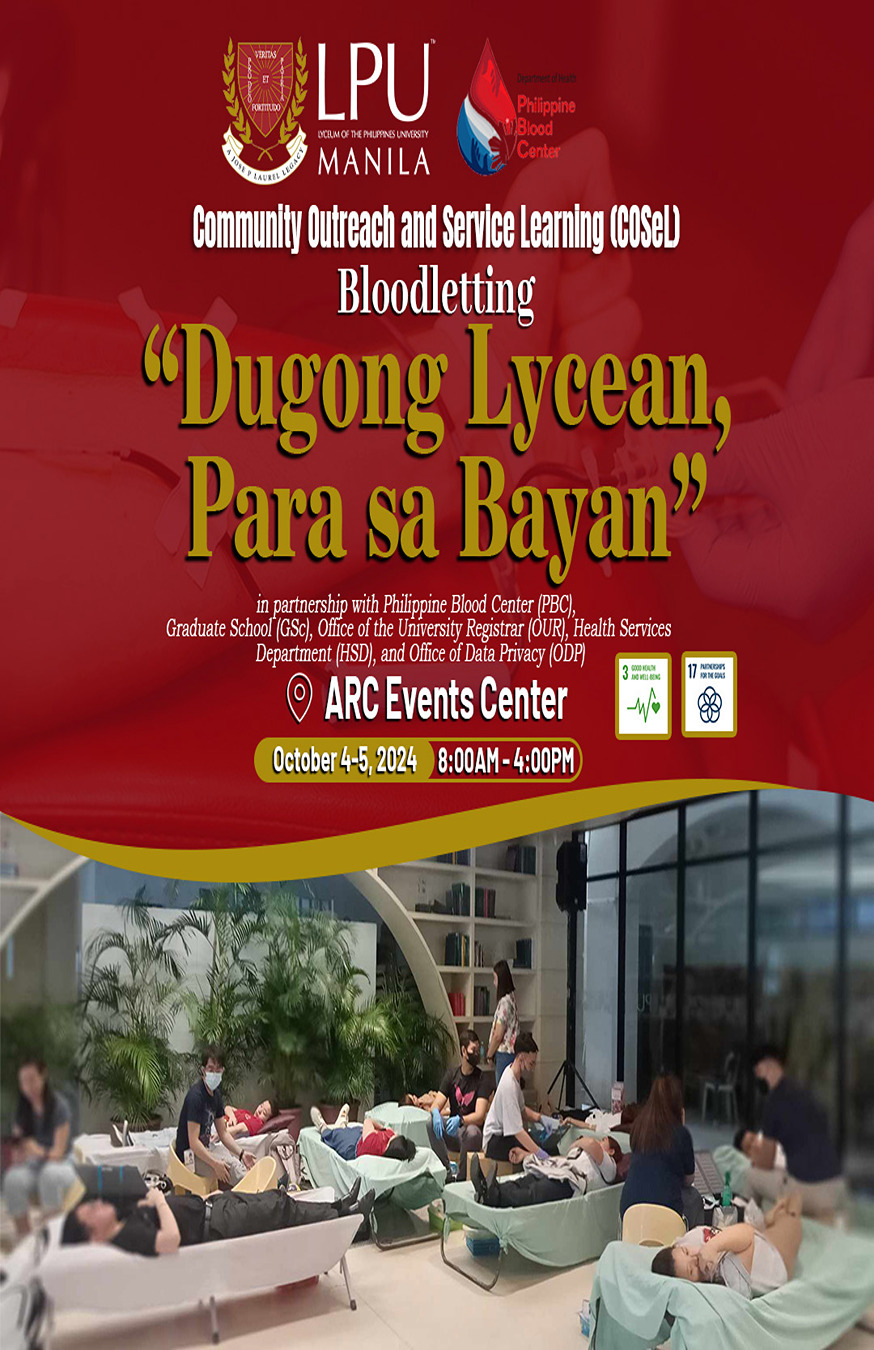 VERITAS
ET
FORTITUDO
A JOSE P. LAUREL LEGACY
LPU
LYCEUM OF THE PHILIPPINES UNIVERSITY
MANILA
Department of Health
Philippine
Blood
Center
Community Outreach and Service Learning (COSeL)
Bloodletting
“Dugong Lycean,
Para sa Bayan”
in partnership with Philippine Blood Center (PBC),
Graduate School (GSc), Office of the University Registrar (OUR), Health Services
Department (HSD), and Office of Data Privacy (ODP)
3 GOOD HEALTH
AND WELL-BEING
17 PARTNERSHIPS
FOR THE GOALS
ARC Events Center
October 4-5, 2024 8:00AM - 4:00PM